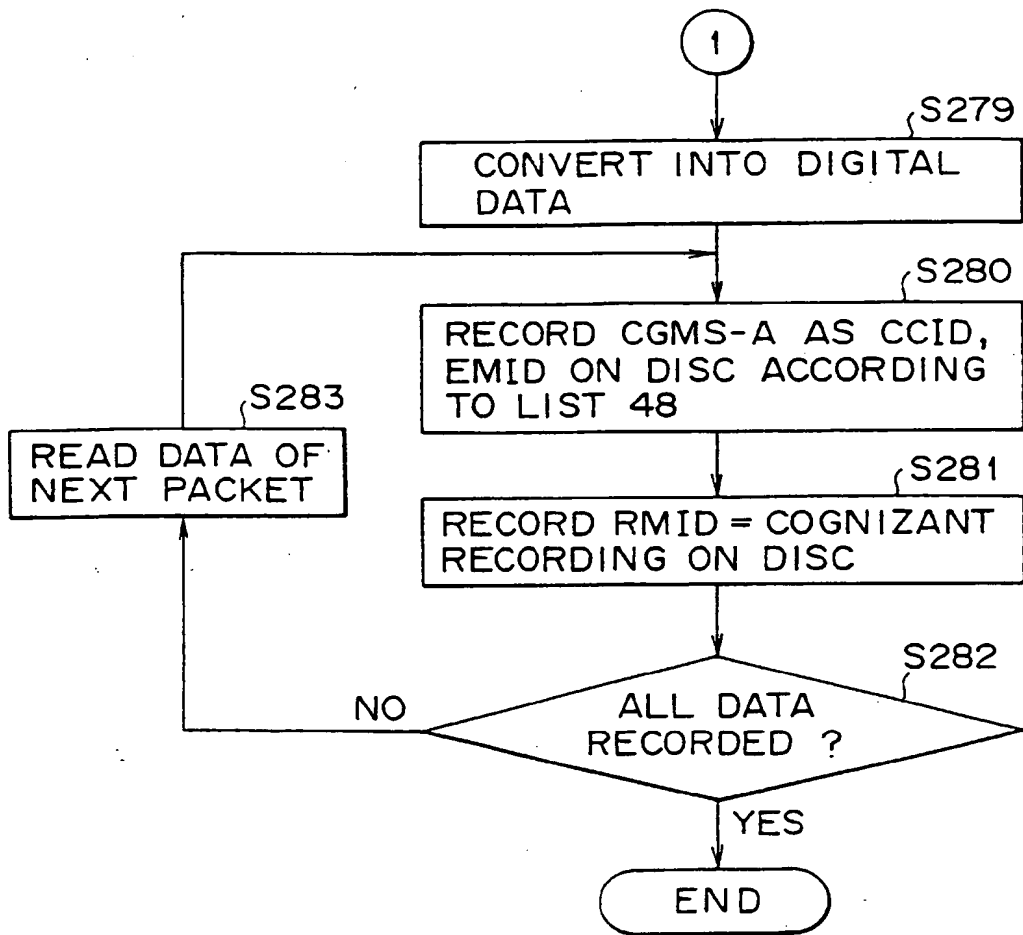 1
S279
CONVERT INTO DIGITAL
DATA
S280
RECORD CGMS-A AS CCID,
EMID ON DISC ACCORDING
TO LIST 48
S283
READ DATA OF
NEXT PACKET
S281
RECORD RMID = COGNIZANT
RECORDING ON DISC
S282
NO
ALL DATA
RECORDED ?
YES
END